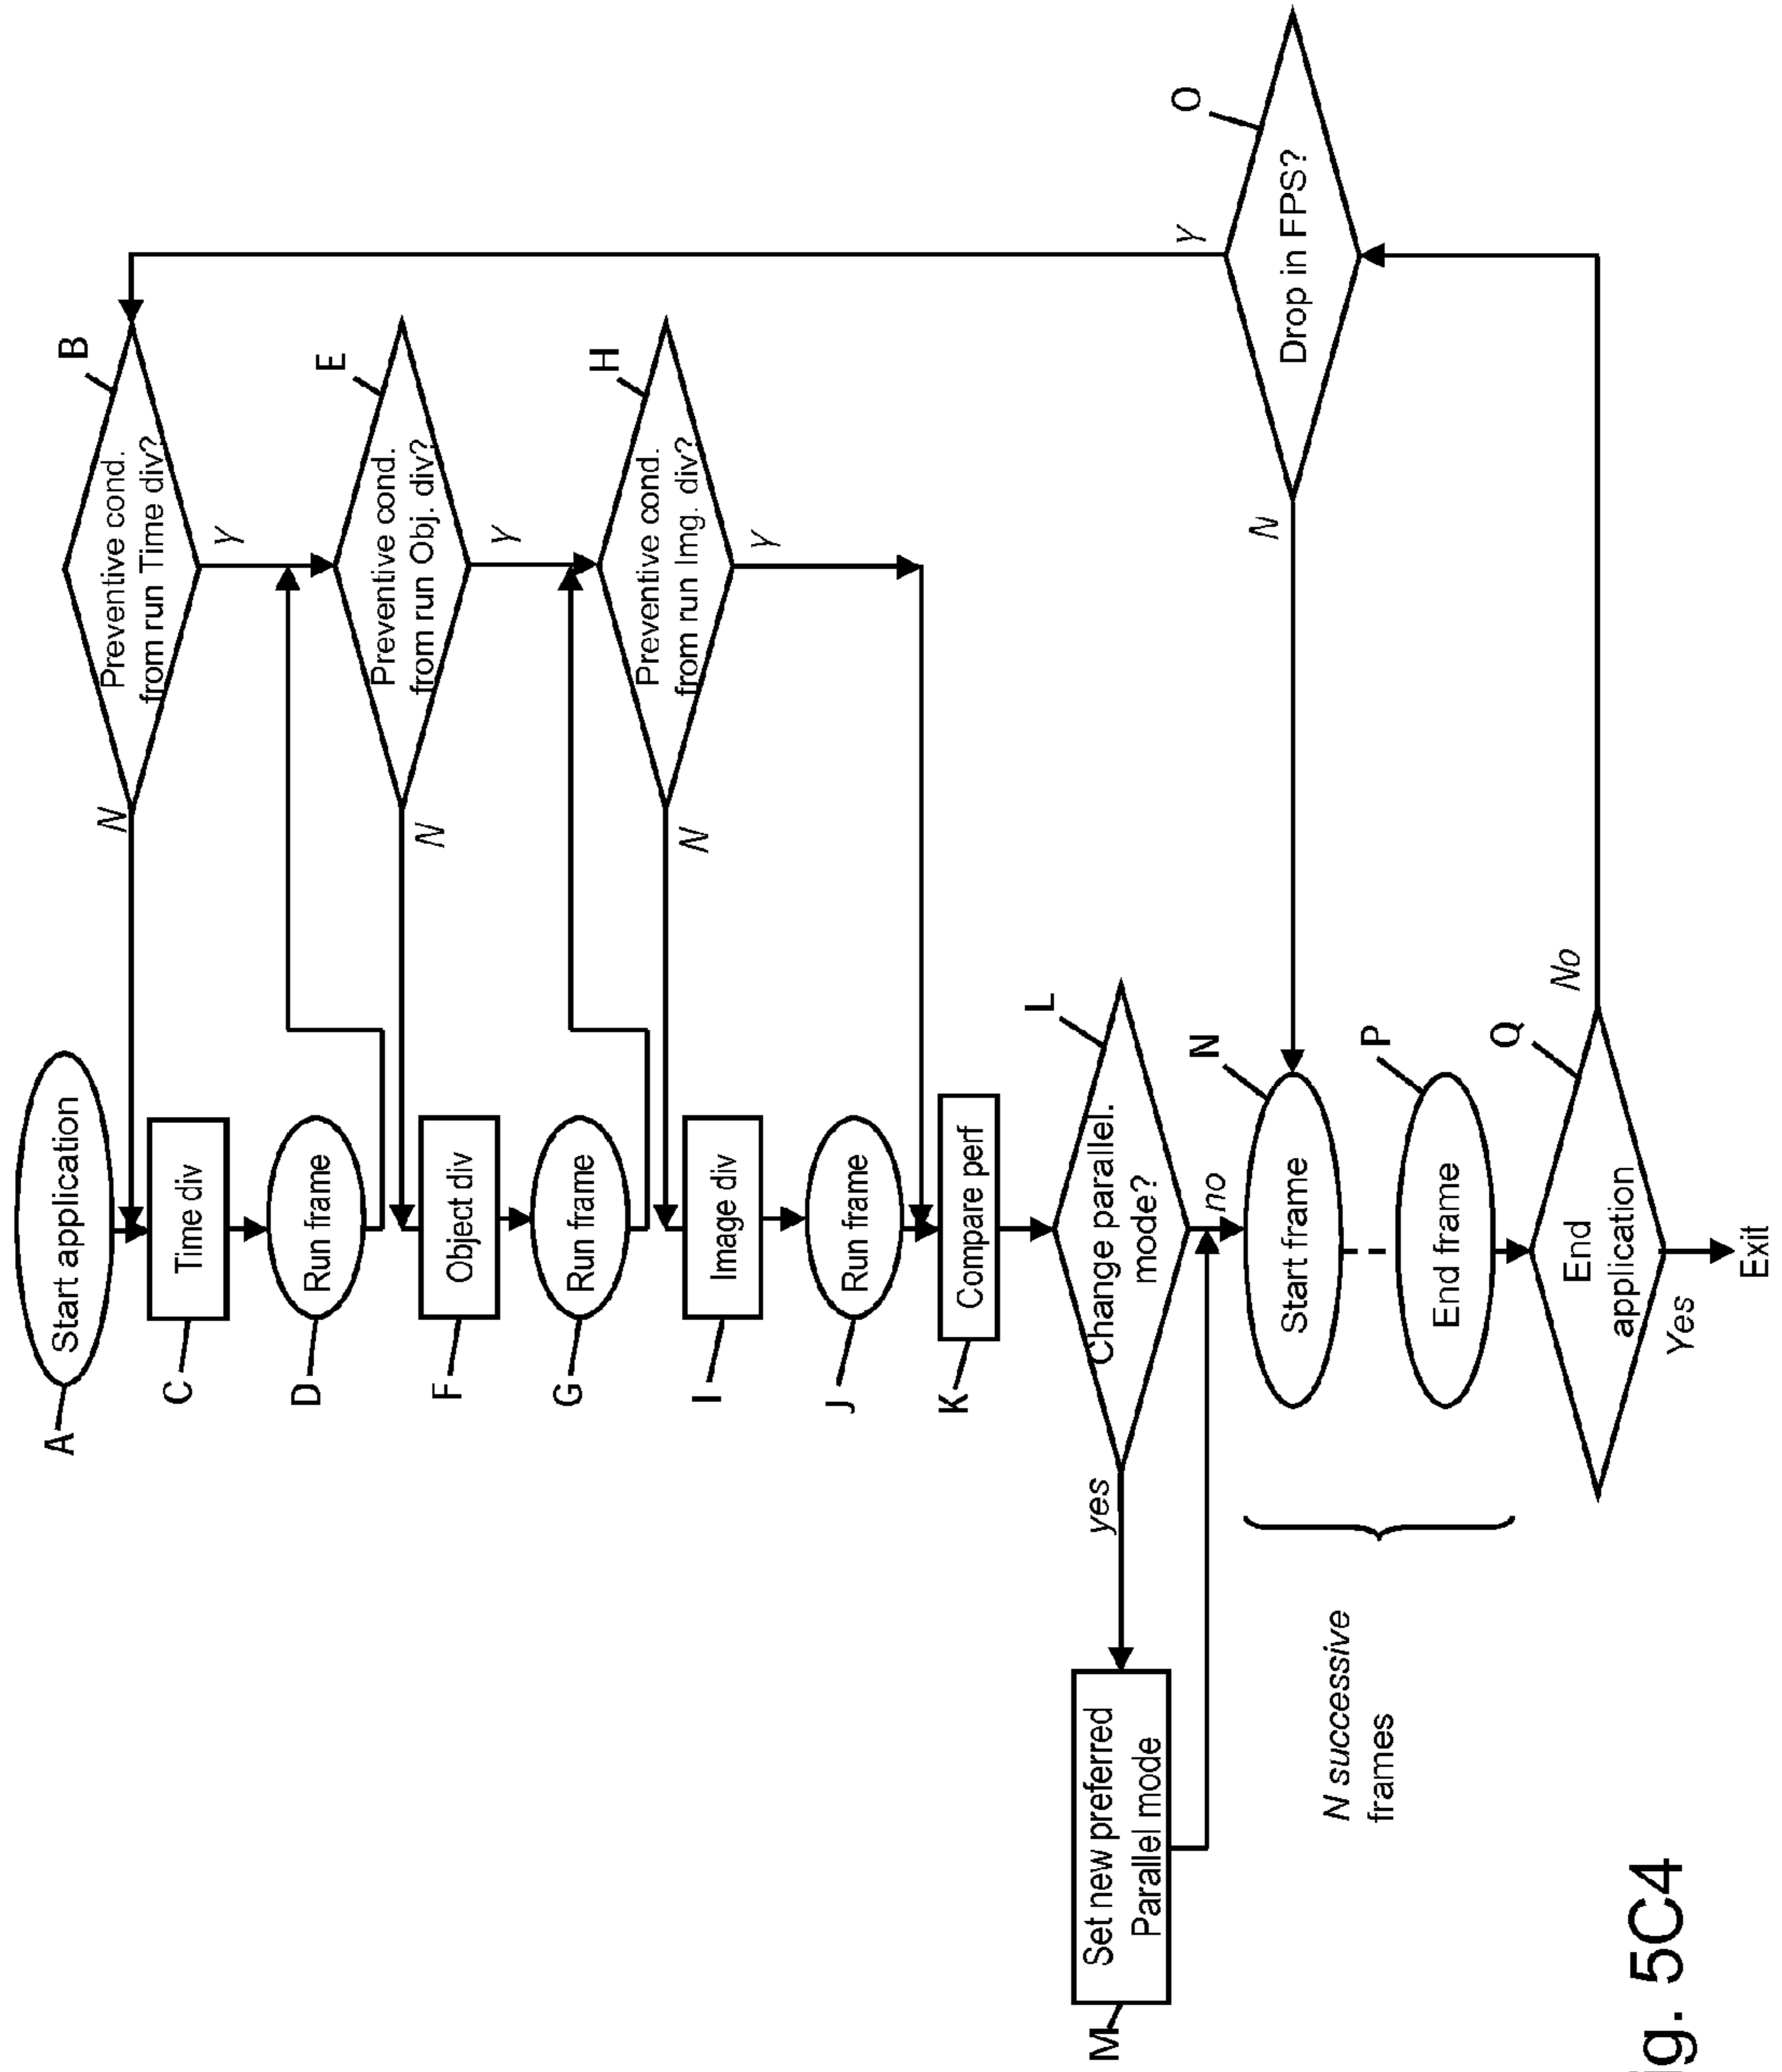 A
Start application
B
Preventive cond.
from run Time div?
N
Y
C
Time div
D
Run frame
E
Preventive cond.
from run Obj. div?
N
Y
F
Object div
G
Run frame
H
Preventive cond.
from run Img. div?
N
Y
I
Image div
J
Run frame
K
Compare perf
L
Change parallel.
mode?
yes
no
M
Set new preferred
Parallel mode
N
Start frame
O
Drop in FPS?
Y
N
N successive
frames
P
End frame
Q
End
application
No
Yes
Exit
g. 5C4